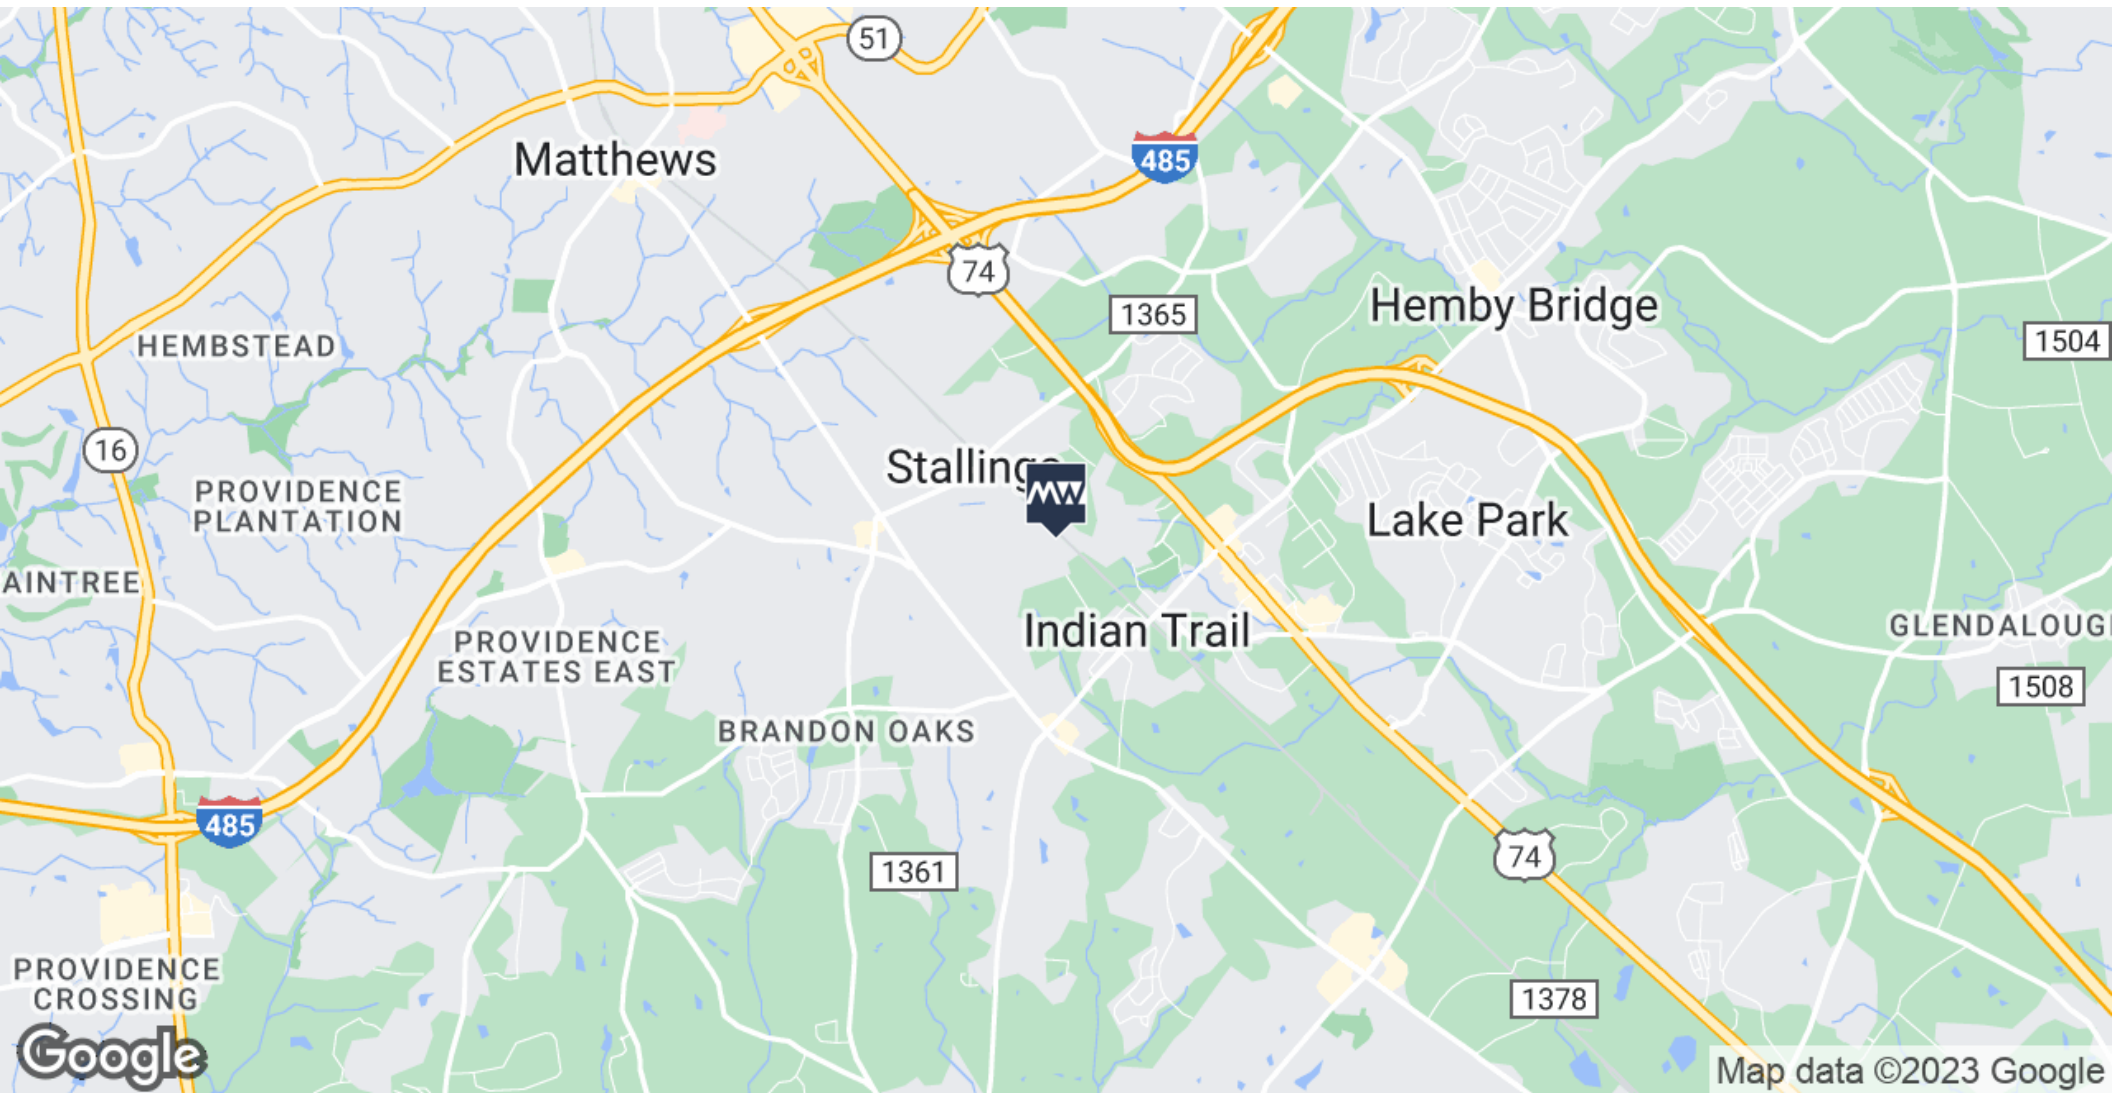 51
Matthews
485
74
1365
Hemby Bridge
1504
HEMBSTEAD
16
Stallings
MW
PROVIDENCE
PLANTATION
Lake Park
AINTREE
Indian Trail
GLENDALOUG
PROVIDENCE
ESTATES EAST
1508
BRANDON OAKS
485
74
1361
PROVIDENCE
CROSSING
1378
Google
Map data ©2023 Google